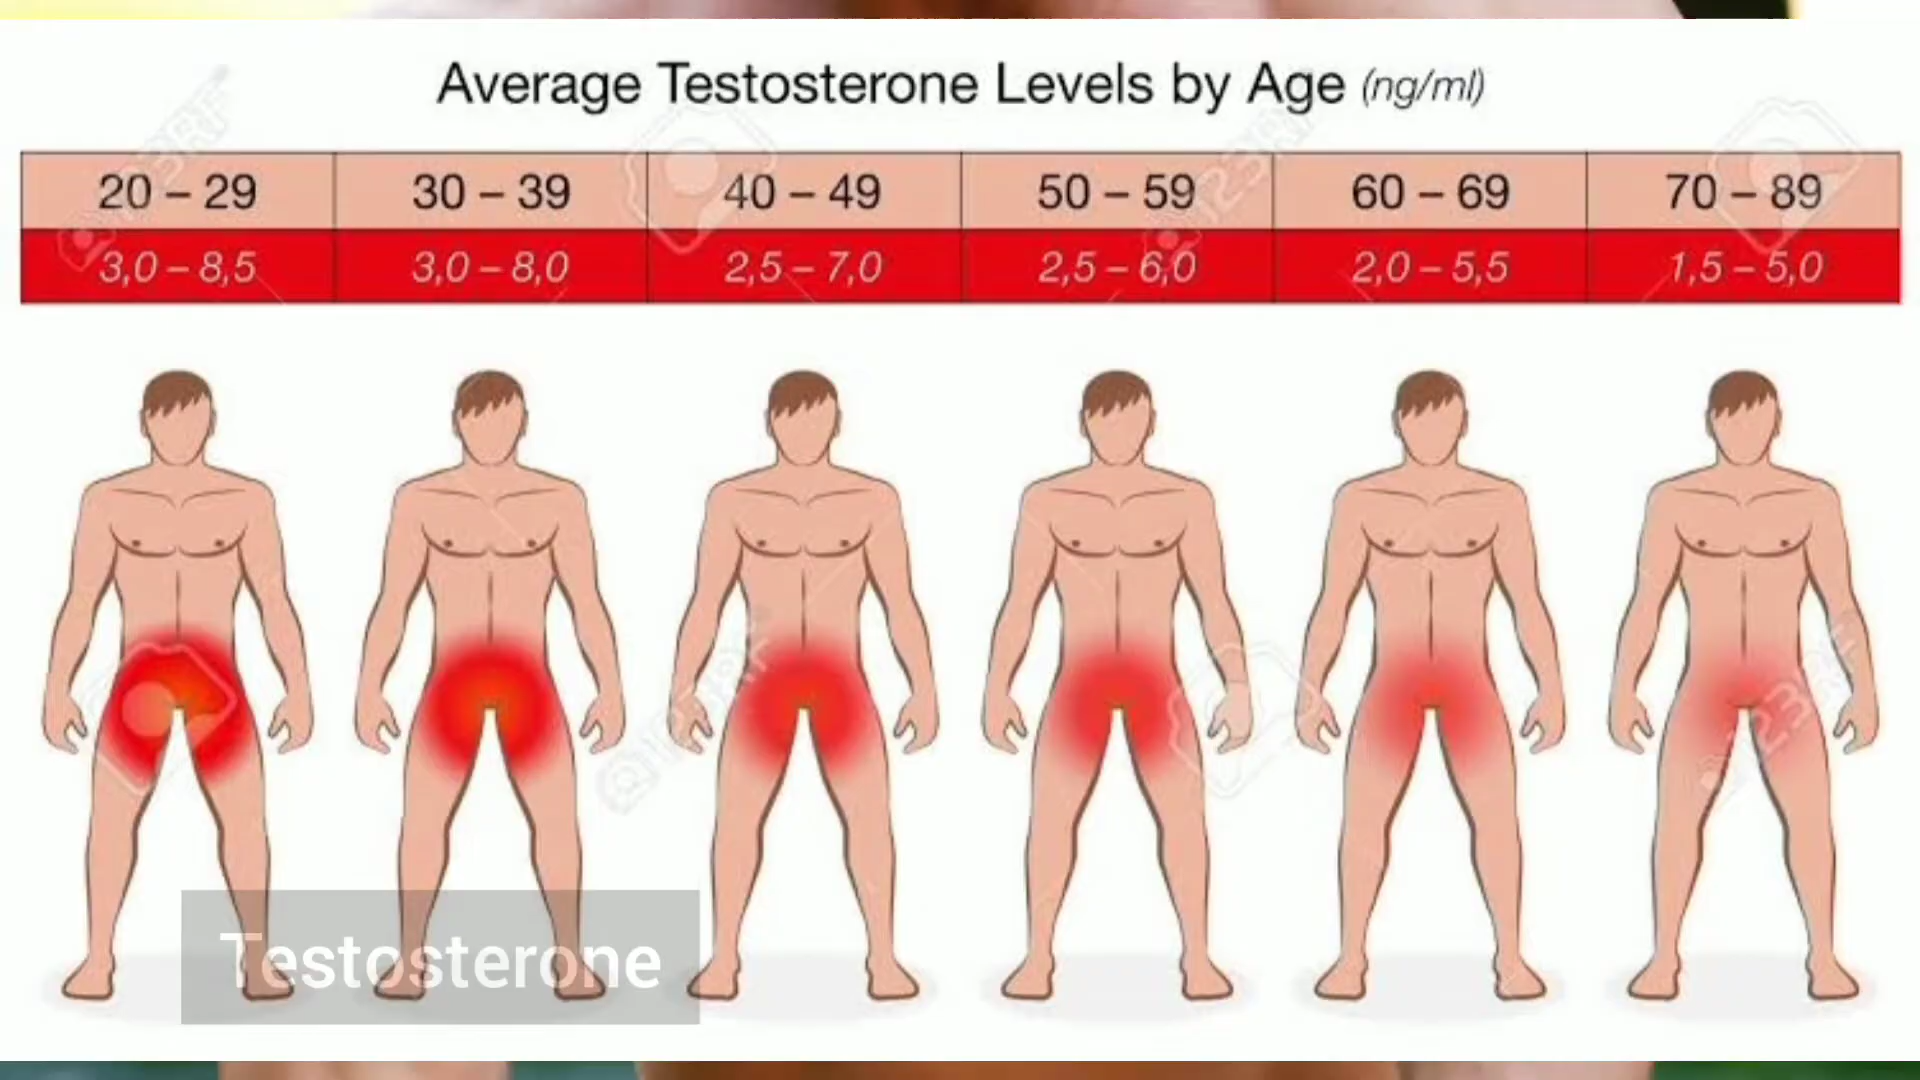 Average Testosterone Levels by Age (ng/ml)
20 – 29 30 – 39 40 – 49 50 – 59 60 – 69 70 – 89
3,0 – 8,5 3,0 – 8,0 2,5 – 7,0 2,5 – 6,0 2,0 – 5,5 1,5 – 5,0
Testosterone